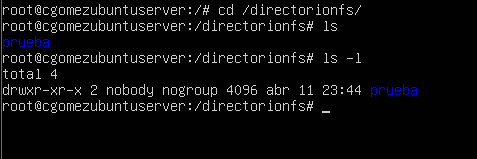 root@cgomezubuntuserver:/# cd /directorionfs/
root@cgomezubuntuserver:/directorionfs# ls
prueba
root@cgomezubuntuserver:/directorionfs# ls -l
total 4
drwxr-xr-x 2 nobody nogroup 4096 abr 11 23:44 prueba
root@cgomezubuntuserver:/directorionfs# _